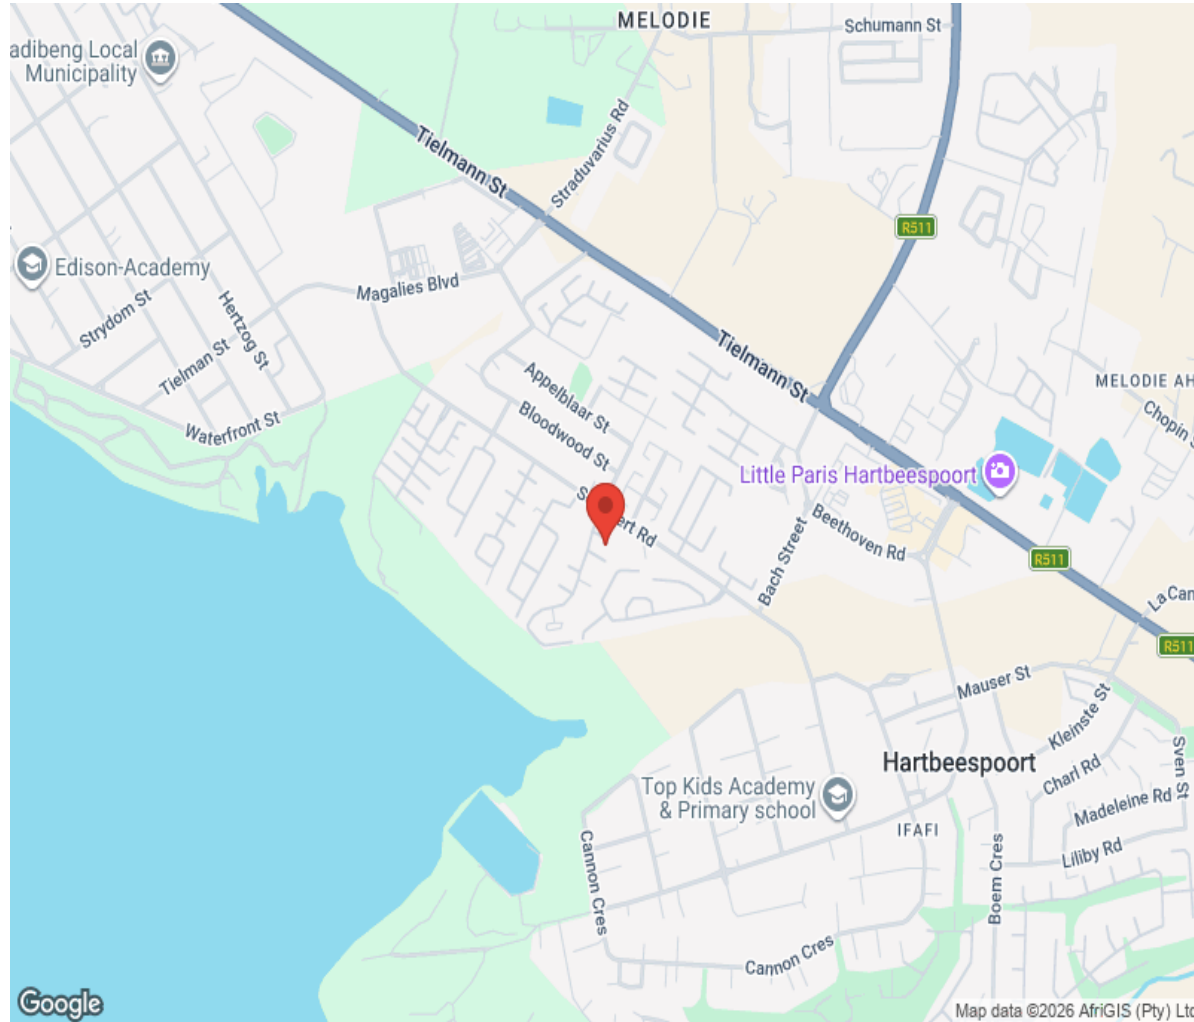 MELODIE
Schumann St
adibeng Local
Municipality
Straduvarius Rd
Tielmann St
R511
Edison-Academy
Magalies Blvd
Strydom St
Hertzog St
Tielman St
Tielmann St
Appelblaar St
MELODIE AH
Chopin S
Waterfront St
Bloodwood St
Little Paris Hartbeespoort
S ert Rd
Beethoven Rd
Bach Street
R511
La Can
R511
Mauser St
Kleinste St
Hartbeespoort
Sven St
Charl Rd
Top Kids Academy
& Primary school
Madeleine Rd
IFAFI
Liliby Rd
Cannon Cres
Boem Cres
Cannon Cres
Google
Map data ©2026 AfriGIS (Pty) Ltd